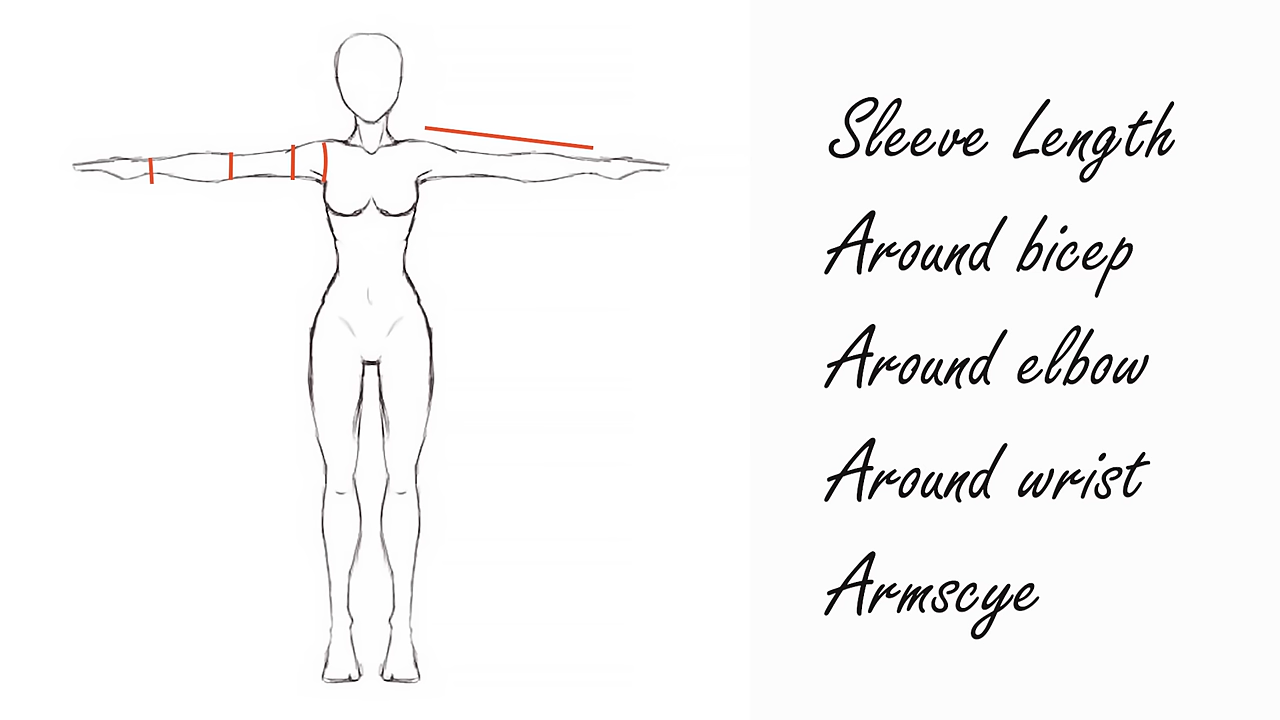 Sleeve Length
Around bicep
Around elbow
Around wrist
Armscye